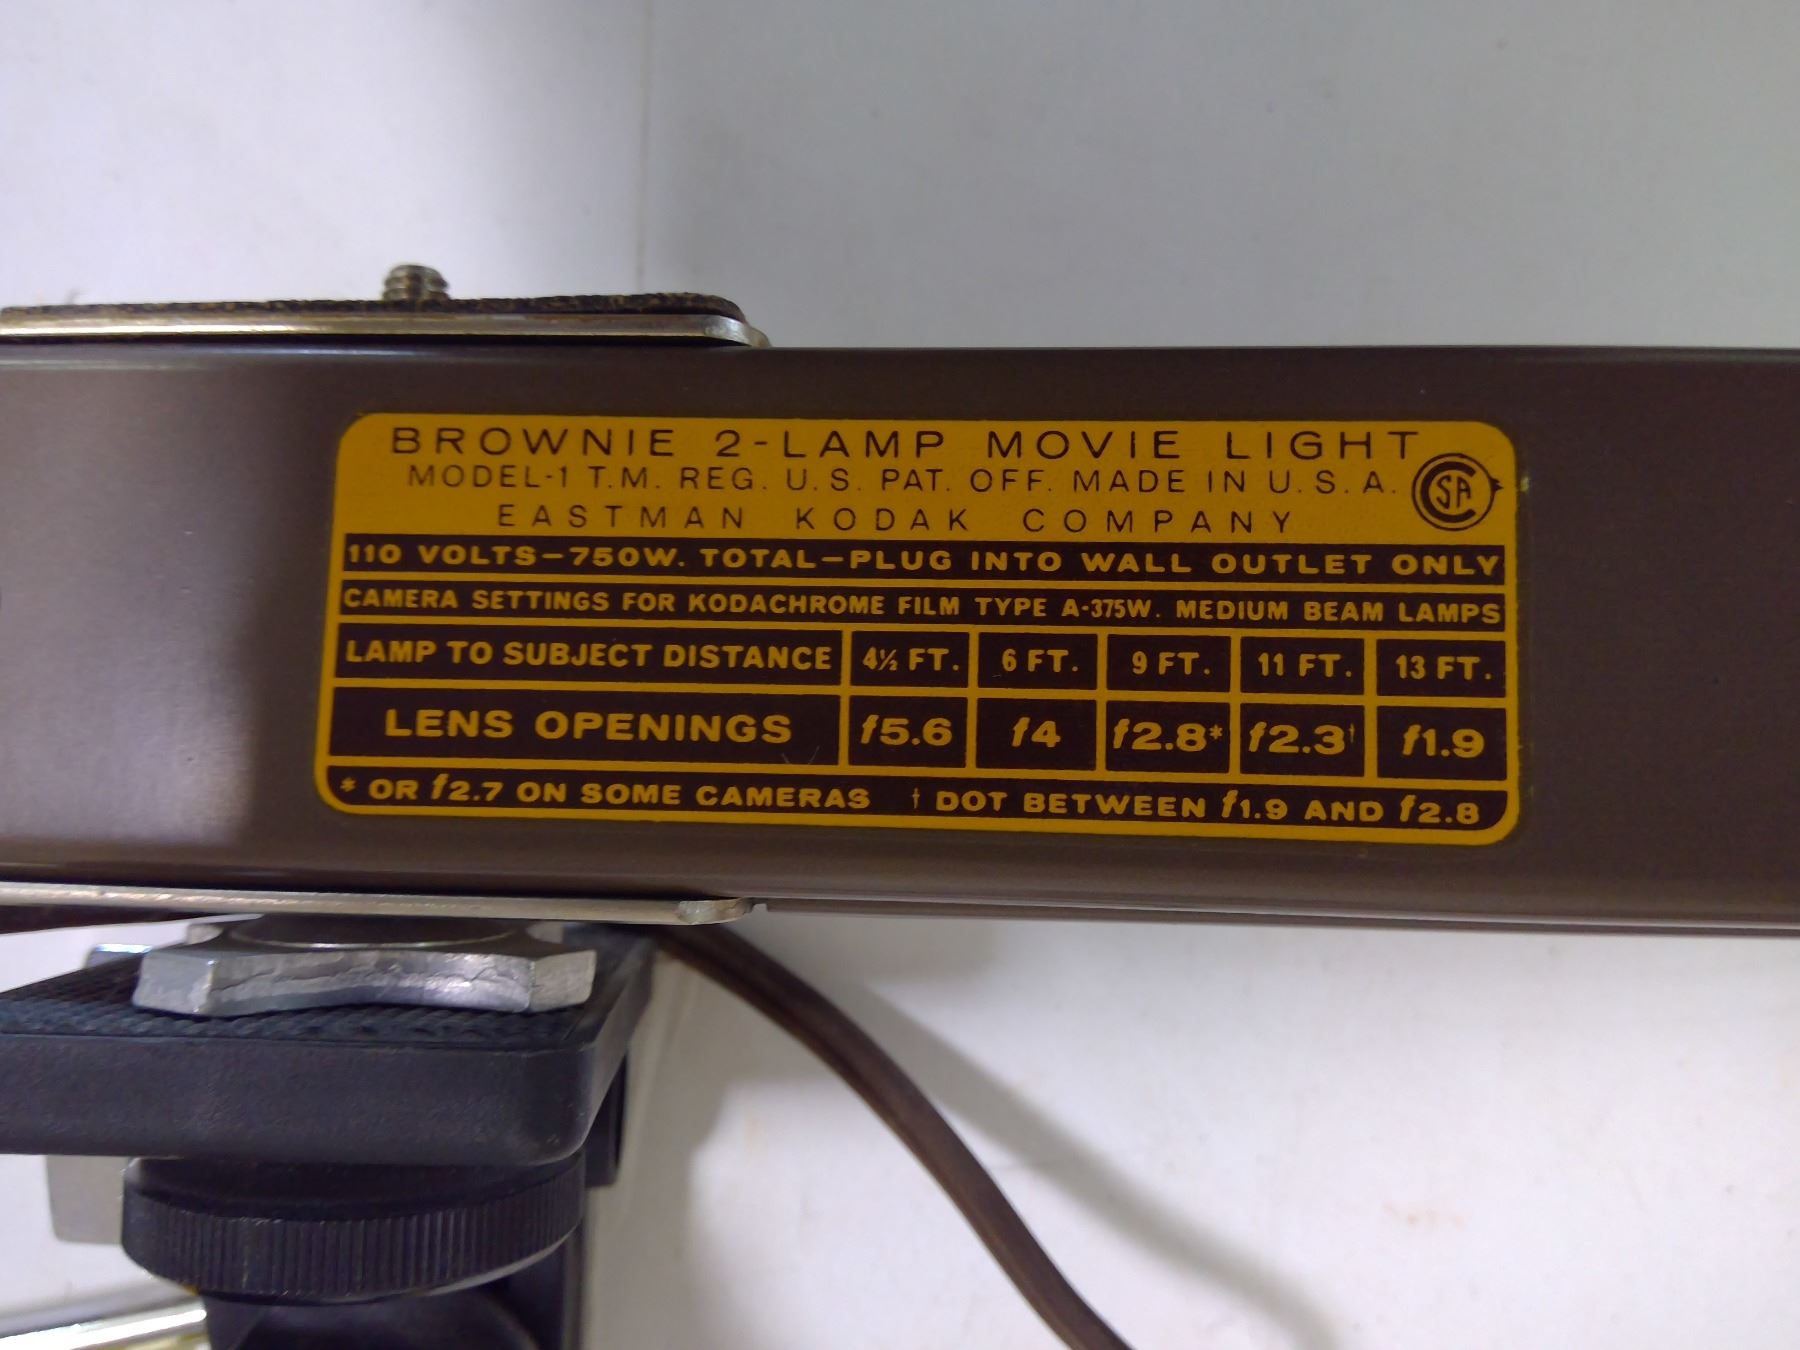 BROWNIE 2-LAMP MOVIE LIGHT
MODEL-1 T.M. REG. U.S. PAT. OFF. MADE IN U.S.A.
CSA
EASTMAN KODAK COMPANY
110 VOLTS—750W. TOTAL—PLUG INTO WALL OUTLET ONLY
CAMERA SETTINGS FOR KODACHROME FILM TYPE A-375W. MEDIUM BEAM LAMPS
LAMP TO SUBJECT DISTANCE 4½ FT. 6 FT. 9 FT. 11 FT. 13 FT.
LENS OPENINGS f5.6 f4 f2.8* f2.3† f1.9
* OR f2.7 ON SOME CAMERAS † DOT BETWEEN f1.9 AND f2.8